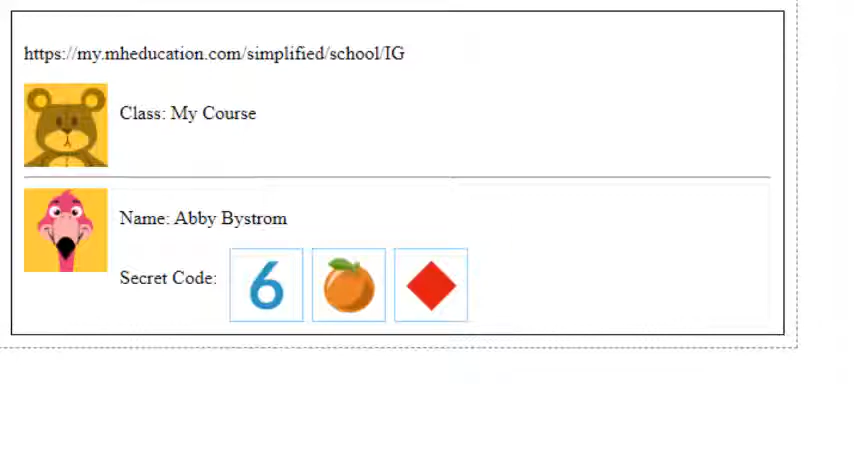 https://my.mheducation.com/simplified/school/IG
Class: My Course
Name: Abby Bystrom
Secret Code: 6